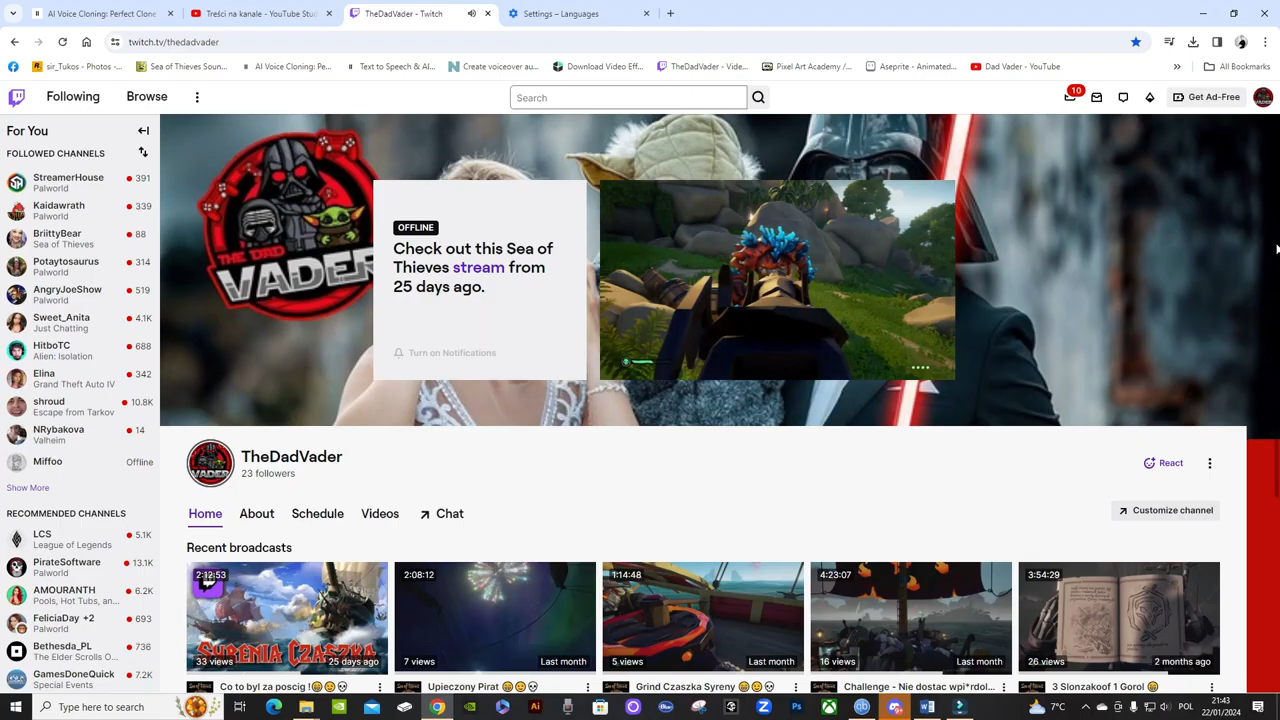 AI Voice Cloning: Perfect Clone
Treści na kanale - YouTube Stud
TheDadVader - Twitch
Settings – Languages
twitch.tv/thedadvader
sir_Tukos - Photos -...
Sea of Thieves Soun...
AI Voice Cloning: Pe...
Text to Speech & AI...
Create voiceover au...
Download Video Eff...
TheDadVader - Vide...
Pixel Art Academy /...
Aseprite - Animated...
Dad Vader - YouTube
All Bookmarks
Following
Browse
Search
10
Get Ad-Free
For You
FOLLOWED CHANNELS
StreamerHouse
391
Palworld
Kaidawrath
339
Palworld
BriittyBear
88
Sea of Thieves
Potaytosaurus
314
Palworld
AngryJoeShow
519
Palworld
Sweet_Anita
4.1K
Just Chatting
HitboTC
688
Alien: Isolation
Elina
342
Grand Theft Auto IV
shroud
10.8K
Escape from Tarkov
NRybakova
14
Valheim
Miffoo
Offline
Show More
RECOMMENDED CHANNELS
LCS
5.1K
League of Legends
PirateSoftware
13.1K
Palworld
AMOURANTH
6.2K
Pools, Hot Tubs, an...
FeliciaDay +2
693
Palworld
Bethesda_PL
736
The Elder Scrolls O...
GamesDoneQuick
7.2K
Special Events
THE DAD
VADER
OFFLINE
Check out this Sea of
Thieves stream from
25 days ago.
Turn on Notifications
VADER
TheDadVader
23 followers
React
Home
About
Schedule
Videos
Chat
Customize channel
Recent broadcasts
2:12:53
SYRENIA CZASZKA
33 views
25 days ago
Co to byl za poscig !😄😉💀
2:08:12
7 views
Last month
Upieczony Pirat
1:14:48
5 views
Last month
Grind Czaszka Syreny
4:23:07
16 views
Last month
Challenge - Nie dostac wpi*rdol...
3:54:29
26 views
2 months ago
3 Slonzakof 1 Gorol
Type here to search
7°C
POL
21:43
22/01/2024